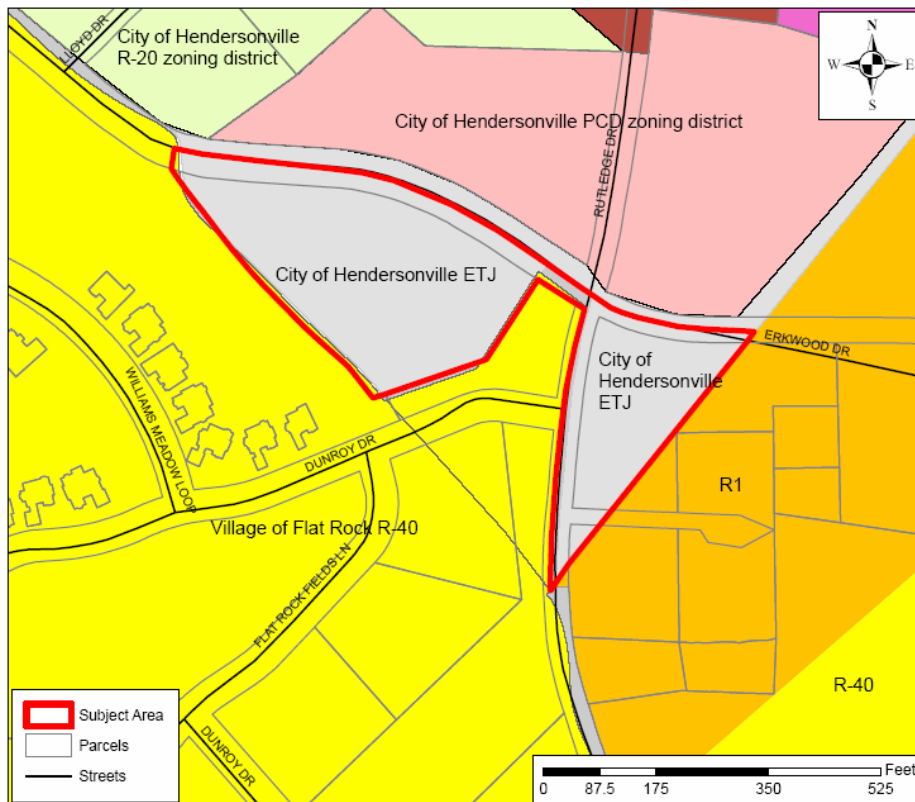 LLOYD DR
City of Hendersonville
R-20 zoning district
N
W
E
S
City of Hendersonville PCD zoning district
RUTLEDGE DR
City of Hendersonville ETJ
ERKWOOD DR
City of
Hendersonville
ETJ
WILLIAMS MEADOW LOOP
DUNROY DR
R1
Village of Flat Rock R-40
FLAT ROCK FIELDS LN
R-40
DUNROY DR
Subject Area
Parcels
Streets
Feet
0 87.5 175 350 525